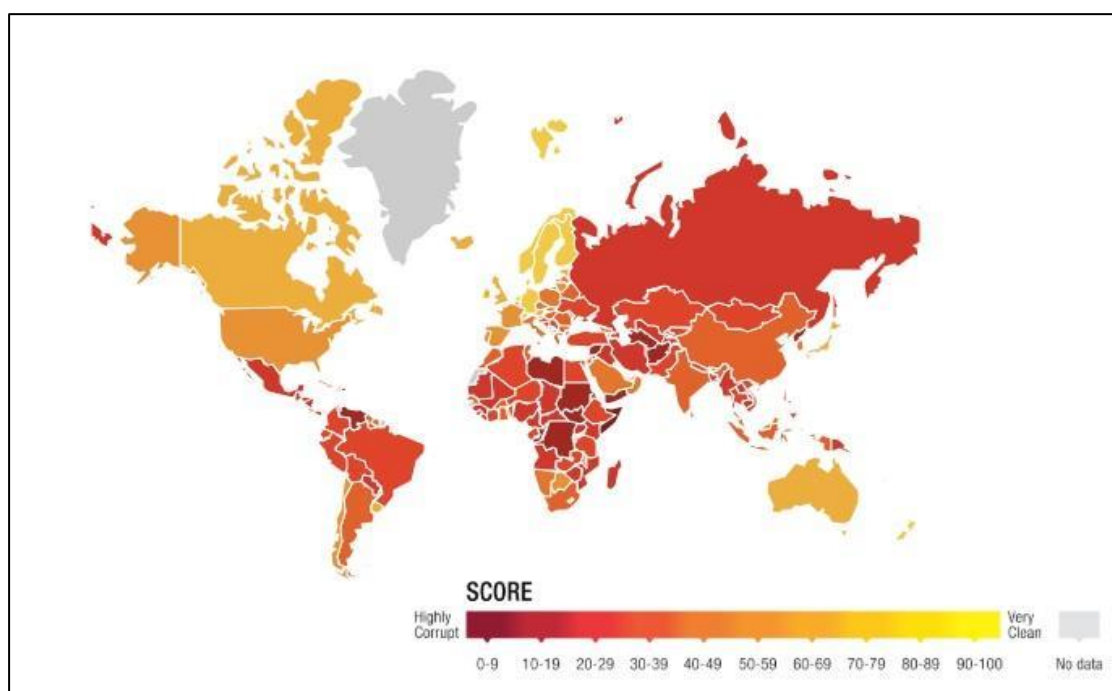 SCORE
Highly Corrupt
Very Clean
0-9 10-19 20-29 30-39 40-49 50-59 60-69 70-79 80-89 90-100 No data